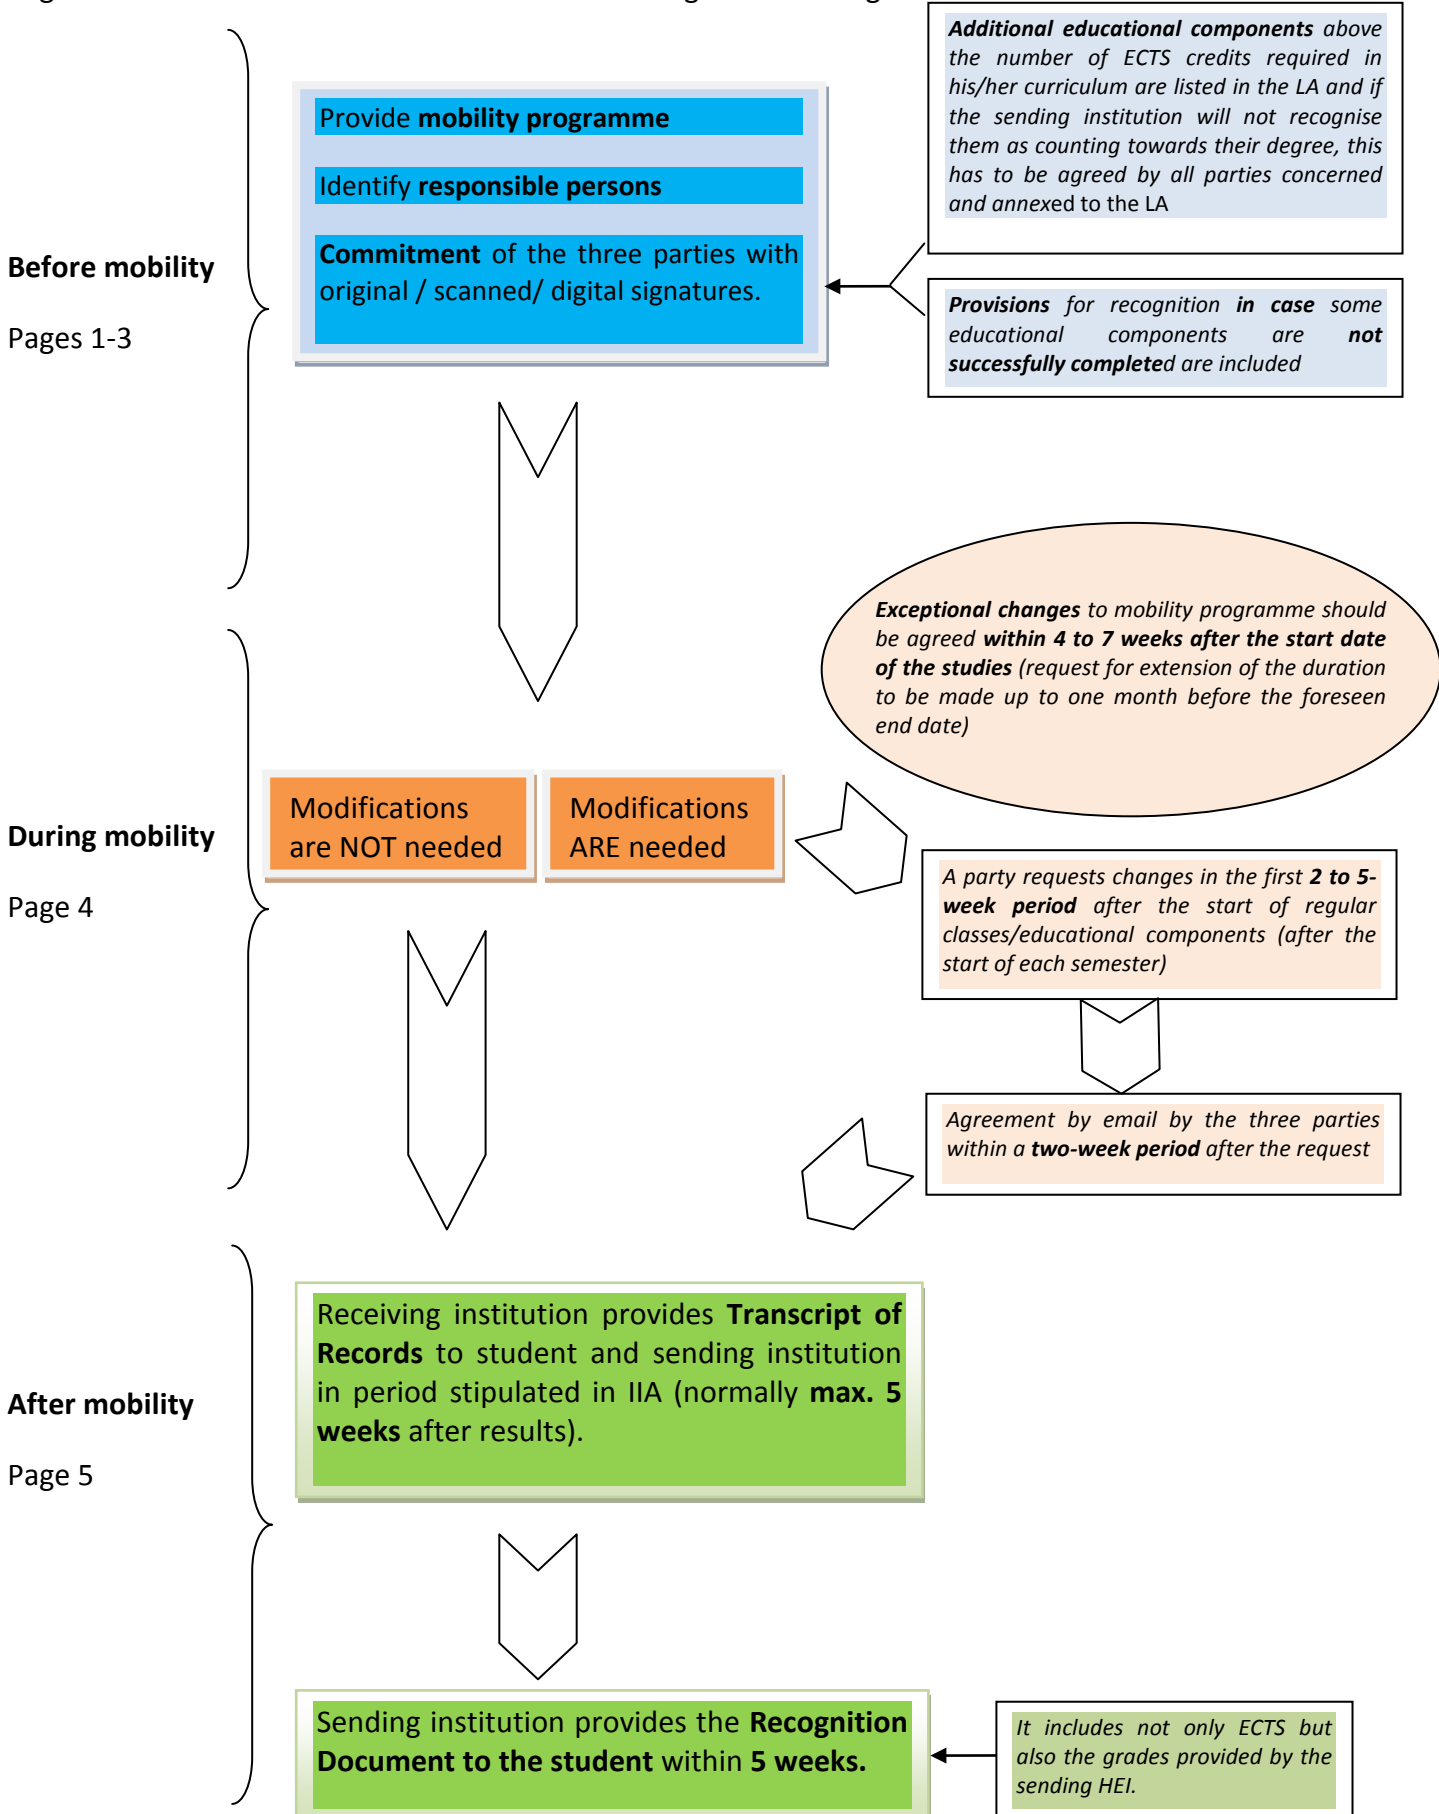 Additional educational components above
the number of ECTS credits required in
his/her curriculum are listed in the LA and if
the sending institution will not recognise
them as counting towards their degree, this
has to be agreed by all parties concerned
and annexed to the LA
Provide mobility programme
Identify responsible persons
Commitment of the three parties with
original / scanned/ digital signatures.
Before mobility
Pages 1-3
Provisions for recognition in case some
educational components are not
successfully completed are included
Exceptional changes to mobility programme should
be agreed within 4 to 7 weeks after the start date
of the studies (request for extension of the duration
to be made up to one month before the foreseen
end date)
During mobility
Page 4
Modifications
are NOT needed
Modifications
ARE needed
A party requests changes in the first 2 to 5-
week period after the start of regular
classes/educational components (after the
start of each semester)
Agreement by email by the three parties
within a two-week period after the request
After mobility
Page 5
Receiving institution provides Transcript of
Records to student and sending institution
in period stipulated in IIA (normally max. 5
weeks after results).
Sending institution provides the Recognition
Document to the student within 5 weeks.
It includes not only ECTS but
also the grades provided by the
sending HEI.